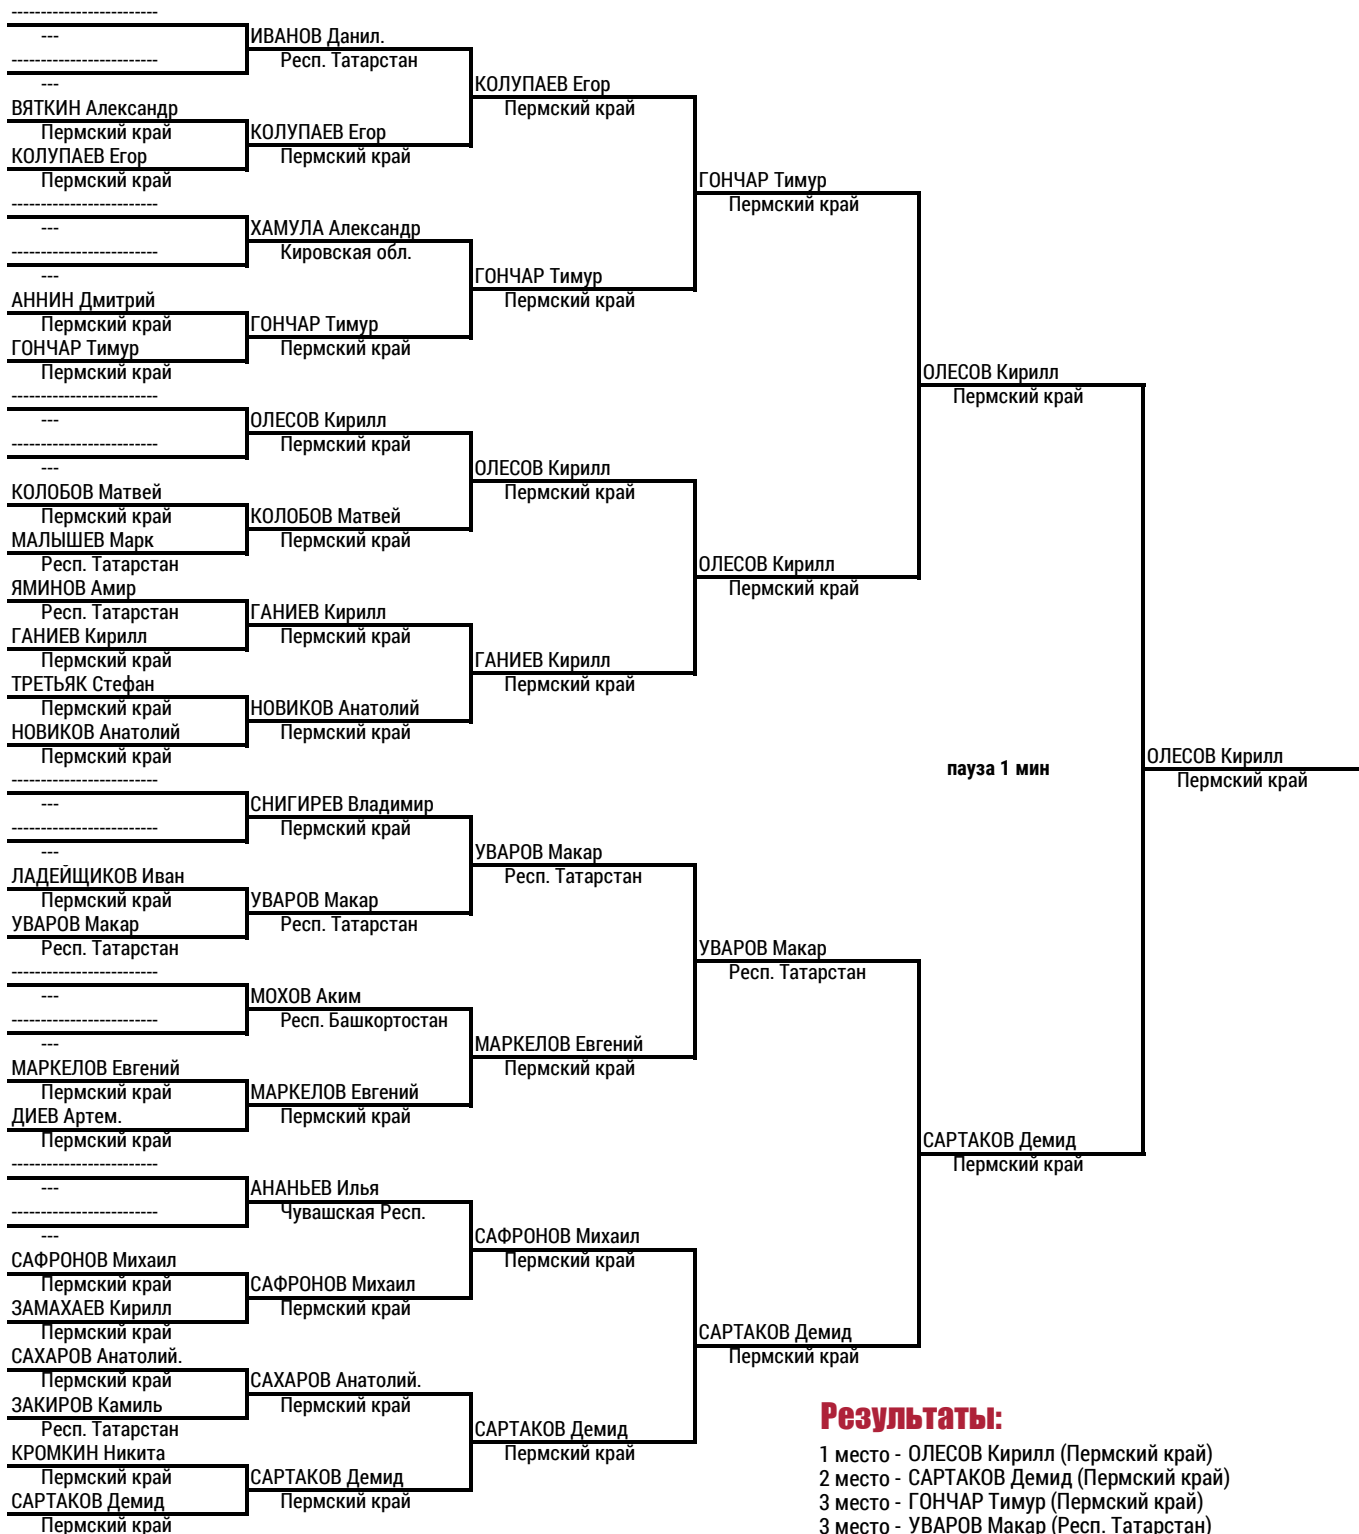 -------------------------
---
-------------------------
---
ВЯТКИН Александр
Пермский край
КОЛУПАЕВ Егор
Пермский край
-------------------------
---
-------------------------
---
АННИН Дмитрий
Пермский край
ГОНЧАР Тимур
Пермский край
-------------------------
---
-------------------------
---
КОЛОБОВ Матвей
Пермский край
МАЛЫШЕВ Марк
Респ. Татарстан
ЯМИНОВ Амир
Респ. Татарстан
ГАНИЕВ Кирилл
Пермский край
ТРЕТЬЯК Стефан
Пермский край
НОВИКОВ Анатолий
Пермский край
-------------------------
---
-------------------------
---
ЛАДЕЙЩИКОВ Иван
Пермский край
УВАРОВ Макар
Респ. Татарстан
-------------------------
---
-------------------------
---
МАРКЕЛОВ Евгений
Пермский край
ДИЕВ Артем.
Пермский край
-------------------------
---
-------------------------
---
САФРОНОВ Михаил
Пермский край
ЗАМАХАЕВ Кирилл
Пермский край
САХАРОВ Анатолий.
Пермский край
ЗАКИРОВ Камиль
Респ. Татарстан
КРОМКИН Никита
Пермский край
САРТАКОВ Демид
Пермский край
ИВАНОВ Данил.
Респ. Татарстан
КОЛУПАЕВ Егор
Пермский край
ХАМУЛА Александр
Кировская обл.
ГОНЧАР Тимур
Пермский край
ОЛЕСОВ Кирилл
Пермский край
КОЛОБОВ Матвей
Пермский край
ГАНИЕВ Кирилл
Пермский край
НОВИКОВ Анатолий
Пермский край
СНИГИРЕВ Владимир
Пермский край
УВАРОВ Макар
Респ. Татарстан
МОХОВ Аким
Респ. Башкортостан
МАРКЕЛОВ Евгений
Пермский край
АНАНЬЕВ Илья
Чувашская Респ.
САФРОНОВ Михаил
Пермский край
САХАРОВ Анатолий.
Пермский край
САРТАКОВ Демид
Пермский край
КОЛУПАЕВ Егор
Пермский край
ГОНЧАР Тимур
Пермский край
ОЛЕСОВ Кирилл
Пермский край
ГАНИЕВ Кирилл
Пермский край
УВАРОВ Макар
Респ. Татарстан
МАРКЕЛОВ Евгений
Пермский край
САФРОНОВ Михаил
Пермский край
САРТАКОВ Демид
Пермский край
ГОНЧАР Тимур
Пермский край
ОЛЕСОВ Кирилл
Пермский край
УВАРОВ Макар
Респ. Татарстан
САРТАКОВ Демид
Пермский край
ОЛЕСОВ Кирилл
Пермский край
пауза 1 мин
САРТАКОВ Демид
Пермский край
ОЛЕСОВ Кирилл
Пермский край
Результаты:
1 место - ОЛЕСОВ Кирилл (Пермский край)
2 место - САРТАКОВ Демид (Пермский край)
3 место - ГОНЧАР Тимур (Пермский край)
3 место - УВАРОВ Макар (Респ. Татарстан)